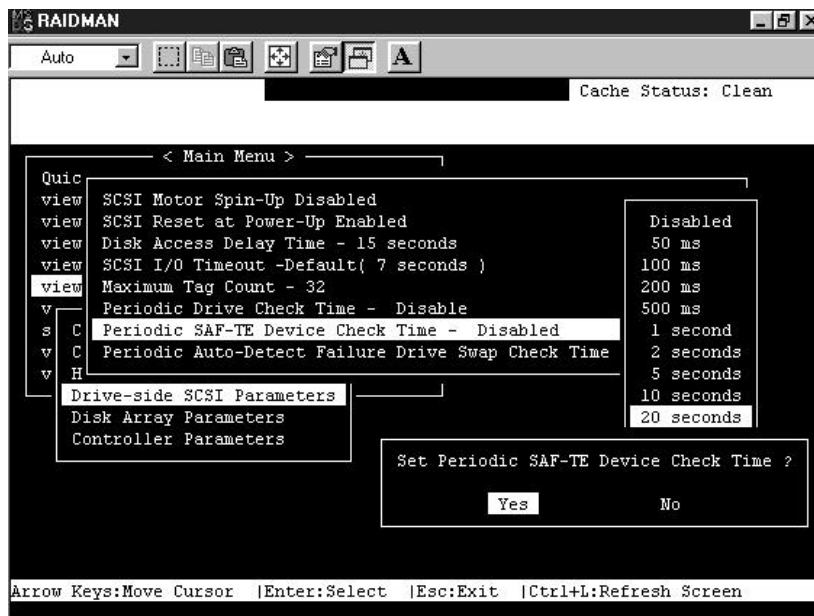 RAIDMAN
Auto
A
Cache Status: Clean
< Main Menu >
Quic
view SCSI Motor Spin-Up Disabled
view SCSI Reset at Power-Up Enabled
view Disk Access Delay Time - 15 seconds
view SCSI I/O Timeout -Default( 7 seconds )
view Maximum Tag Count - 32
v Periodic Drive Check Time - Disable
s C Periodic SAF-TE Device Check Time - Disabled
v C Periodic Auto-Detect Failure Drive Swap Check Time
v H
Disabled
50 ms
100 ms
200 ms
500 ms
1 second
2 seconds
5 seconds
10 seconds
20 seconds
Drive-side SCSI Parameters
Disk Array Parameters
Controller Parameters
Set Periodic SAF-TE Device Check Time ?
Yes No
Arrow Keys:Move Cursor |Enter:Select |Esc:Exit |Ctrl+L:Refresh Screen